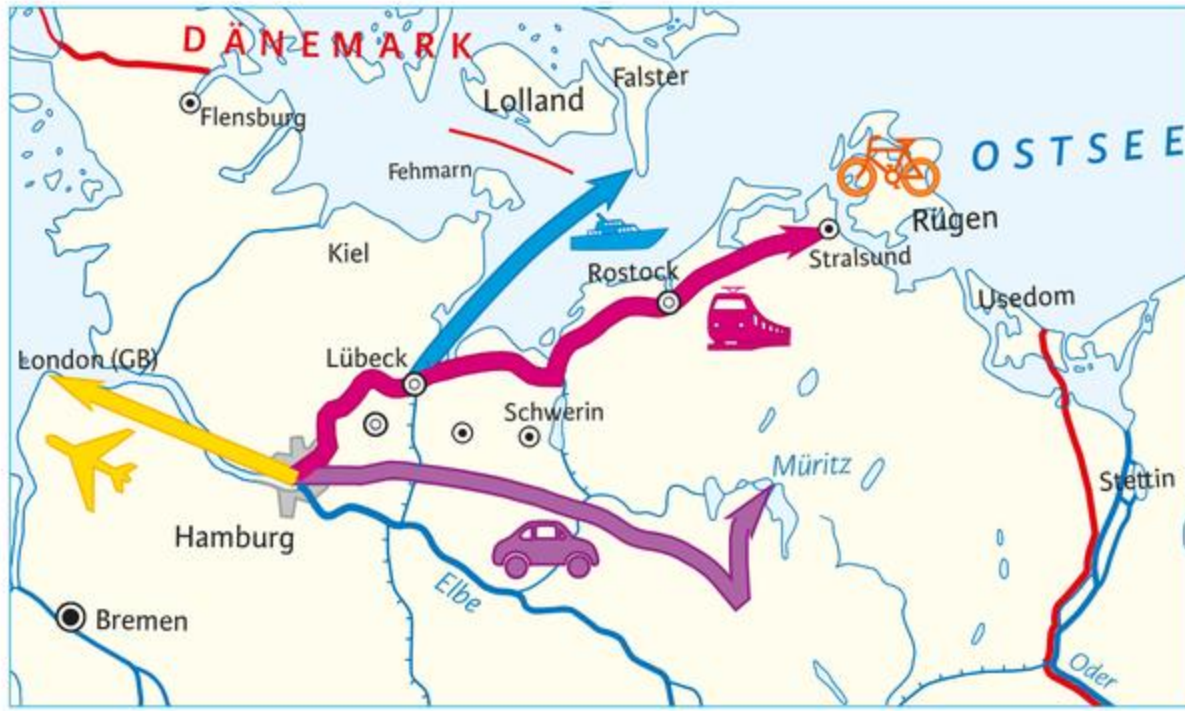 DÄNEMARK
Falster
Lolland
Flensburg
Fehmarn
OSTSEE
Rügen
Kiel
Stralsund
Rostock
Usedom
London (GB)
Lübeck
Schwerin
Müritz
Stettin
Hamburg
Elbe
Bremen
Oder